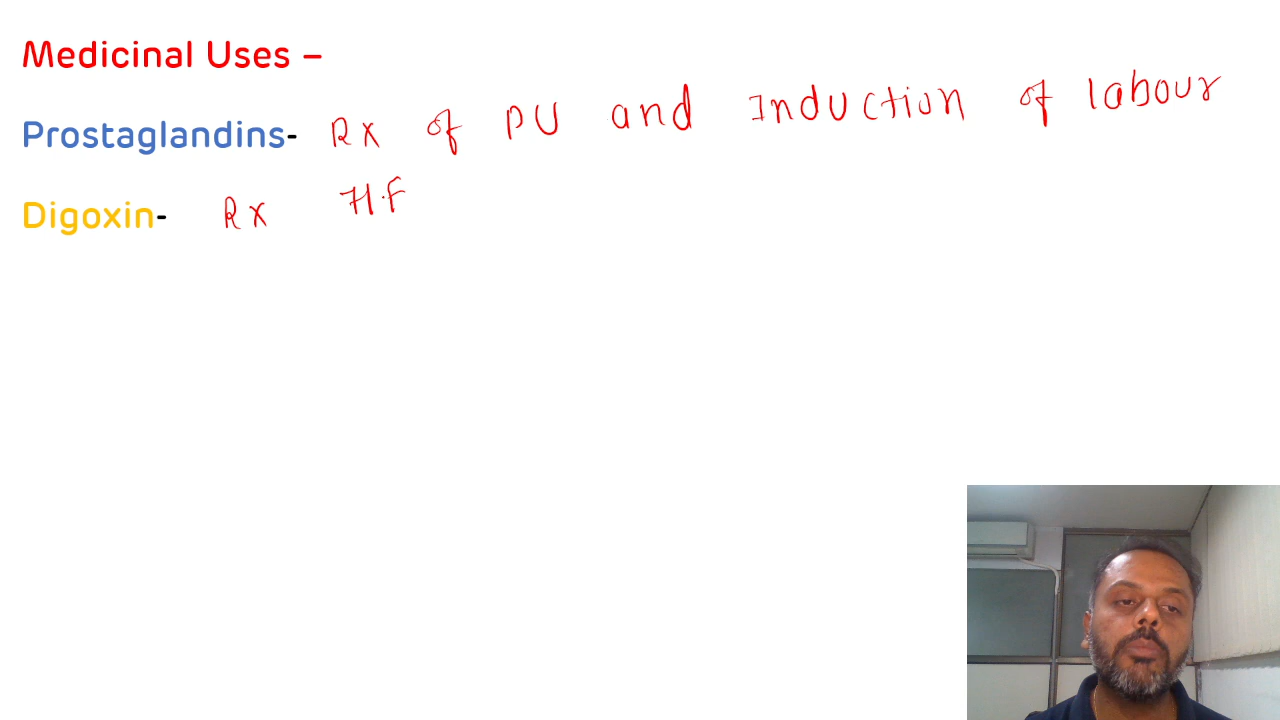 Medicinal Uses –
Prostaglandins- Rx of PU and Induction of labour
Digoxin- Rx H.F